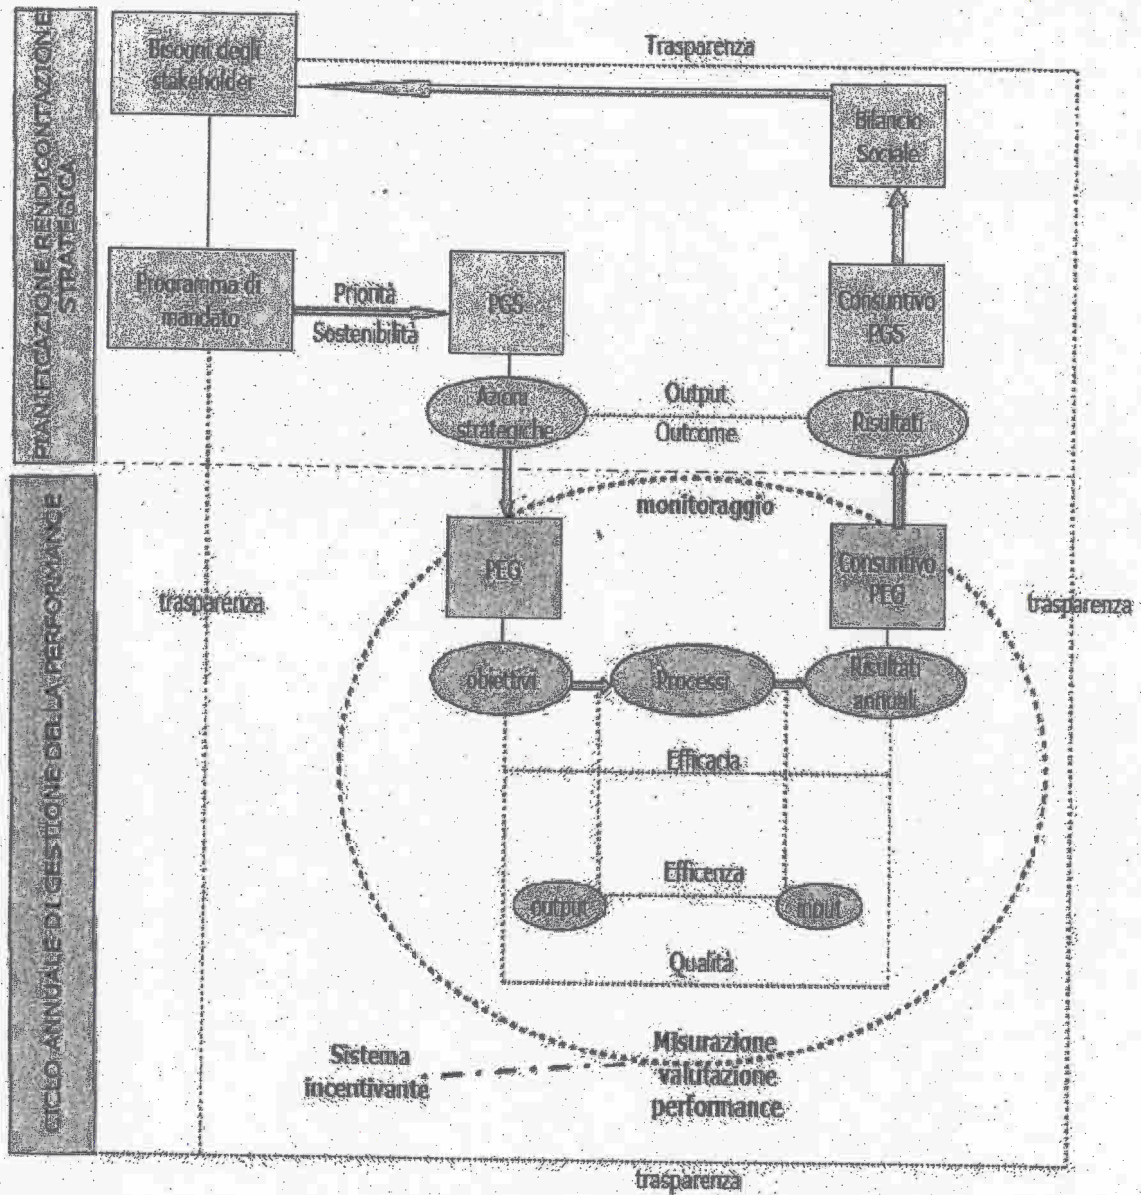 PIANIFICAZIONE RENDICONTAZIONE
STRATEGICA
Bisogni degli
stakeholder
Trasparenza
Bilancio
Sociale
Programma di
mandato
Priorità
Sostenibilità
PGS
Consuntivo
PGS
Azioni
strategiche
Output
Outcome
Risultati
CICLO ANNUALE DI GESTIONE DELLA PERFORMANCE
monitoraggio
PEG
Consuntivo
PEG
trasparenza
trasparenza
obiettivi
Processi
Risultati
annuali
Efficacia
Efficenza
output
input
Qualità
Sistema
incentivante
Misurazione
valutazione
performance
trasparenza